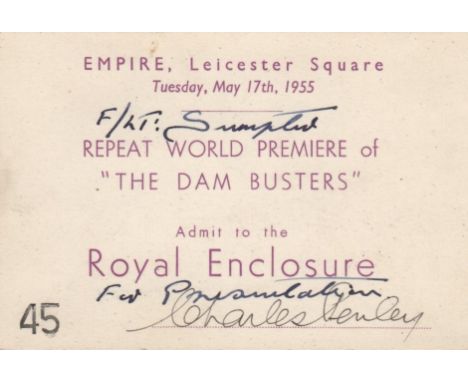 EMPIRE, Leicester Square
Tuesday, May 17th, 1955
F/LT: Sumpter
REPEAT WORLD PREMIERE of
"THE DAM BUSTERS"
Admit to the
Royal Enclosure
For Presentation
Charles Penley
45